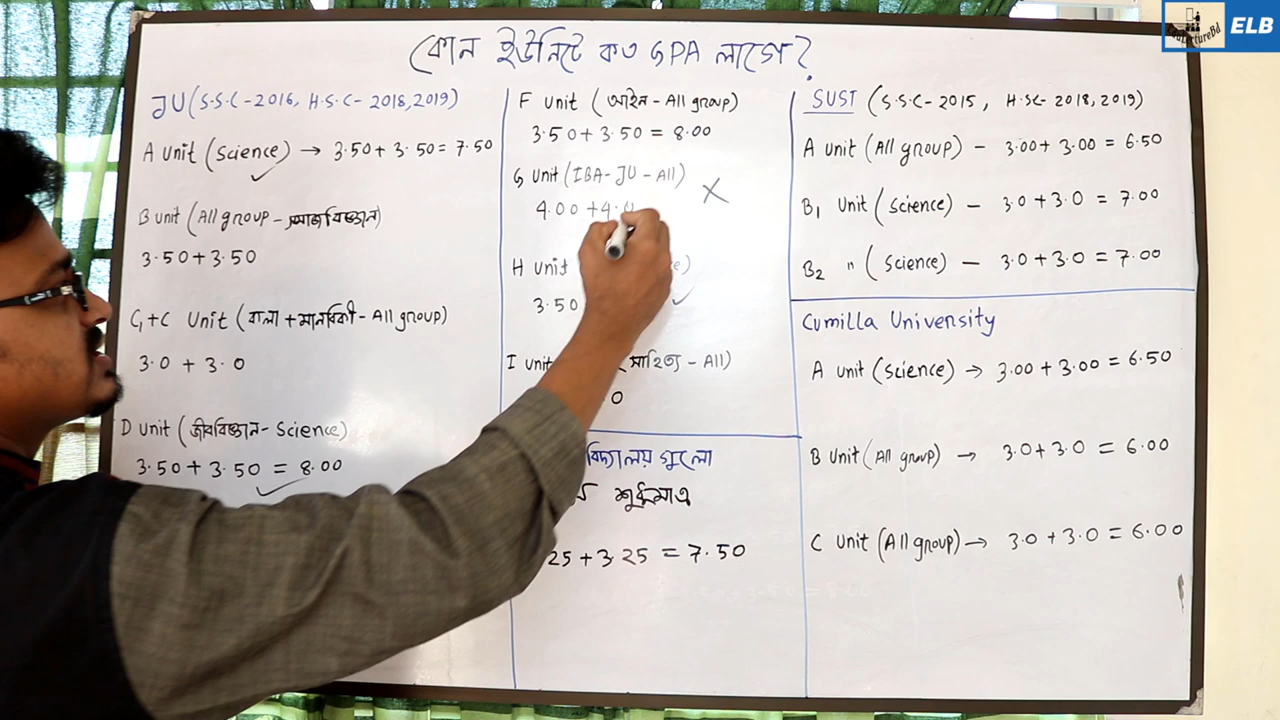 EduLectureBd
ELB
কোন ইউনিটে কত GPA লাগে?
JU (S.S.C - 2016, H.S.C - 2018,2019)
A unit (Science) → 3.50 + 3.50 = 7.50
B unit (All group - সমাজবিজ্ঞান)
3.50 + 3.50
C₁+C Unit (বাংলা + মানবিকী - All group)
3.0 + 3.0
D unit (জীববিজ্ঞান - Science)
3.50 + 3.50 = 8.00
F unit (আইন - All group)
3.50 + 3.50 = 8.00
G unit (IBA - JU - All)
4.00 + 4.0
H unit
3.50
I unit সাহিত্য - All)
0
বিদ্যালয় গুলো
শুধুমাত্র
25 + 3.25 = 7.50
SUST (S.S.C - 2015, H.SC - 2018,2019)
A unit (All group) - 3.00 + 3.00 = 6.50
B₁ Unit (Science) - 3.0 + 3.0 = 7.00
B₂ " (Science) - 3.0 + 3.0 = 7.00
Cumilla University
A unit (Science) → 3.00 + 3.00 = 6.50
B Unit (All group) → 3.0 + 3.0 = 6.00
C Unit (All group) → 3.0 + 3.0 = 6.00